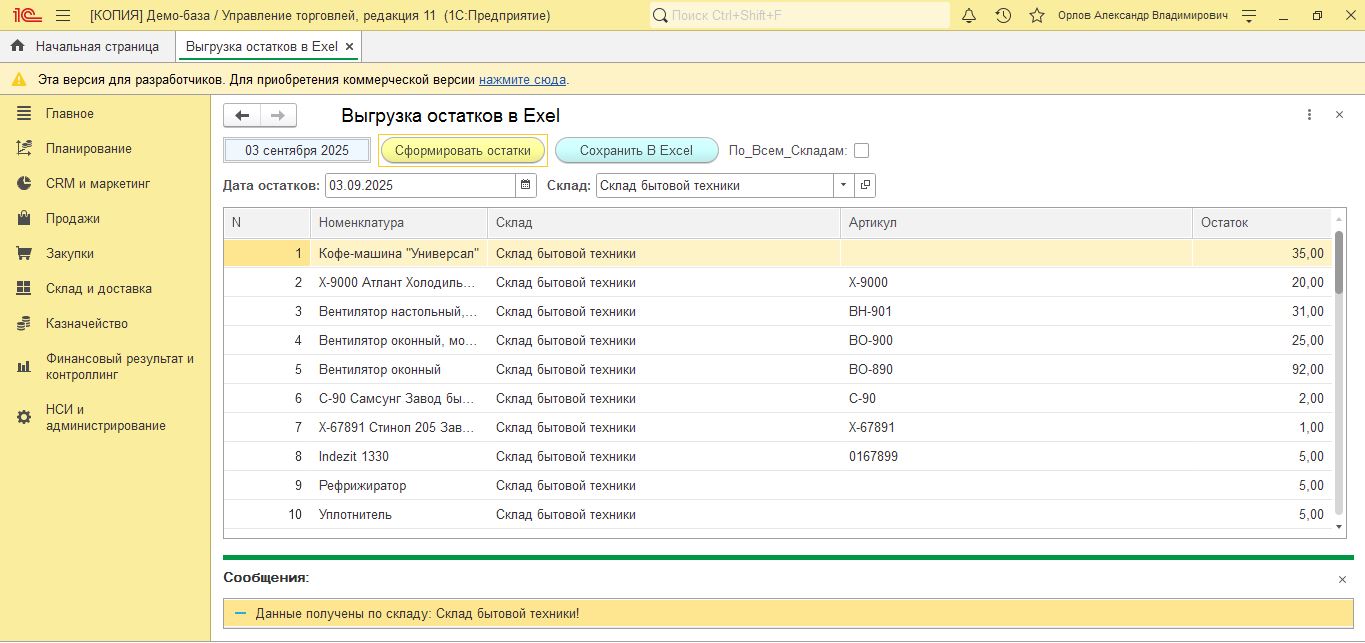 1С [КОПИЯ] Демо-база / Управление торговлей, редакция 11 (1С:Предприятие) Поиск Ctrl+Shift+F Орлов Александр Владимирович
Начальная страница Выгрузка остатков в Exel ×
Эта версия для разработчиков. Для приобретения коммерческой версии нажмите сюда.
Главное
Планирование
CRM и маркетинг
Продажи
Закупки
Склад и доставка
Казначейство
Финансовый результат и
контроллинг
НСИ и
администрирование
Выгрузка остатков в Exel
03 сентября 2025 Сформировать остатки Сохранить В Excel По_Всем_Складам:
Дата остатков: 03.09.2025 Склад: Склад бытовой техники
N Номенклатура Склад Артикул Остаток
1 Кофе-машина "Универсал" Склад бытовой техники 35,00
2 Х-9000 Атлант Холодиль... Склад бытовой техники Х-9000 20,00
3 Вентилятор настольный,... Склад бытовой техники ВН-901 31,00
4 Вентилятор оконный, мо... Склад бытовой техники ВО-900 25,00
5 Вентилятор оконный Склад бытовой техники ВО-890 92,00
6 С-90 Самсунг Завод бы... Склад бытовой техники С-90 2,00
7 Х-67891 Стинол 205 Зав... Склад бытовой техники Х-67891 1,00
8 Indezit 1330 Склад бытовой техники 0167899 5,00
9 Рефрижиратор Склад бытовой техники 5,00
10 Уплотнитель Склад бытовой техники 5,00
Сообщения:
Данные получены по складу: Склад бытовой техники!